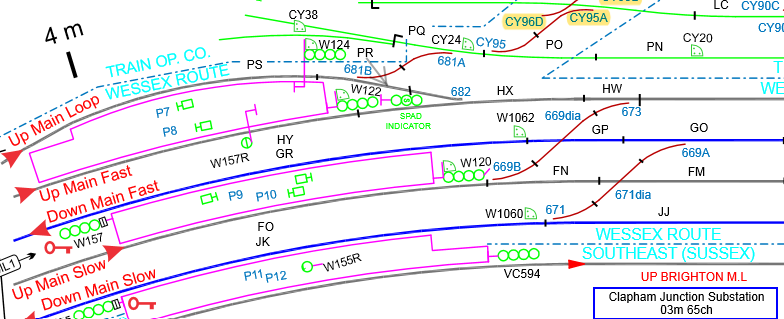 LC
CY90C
CY96D
CY95A
CY38
PQ
CY24
CY95
PO
PN
CY20
CY90
4 m
TRAIN OP. CO.
WESSEX ROUTE
W124
PR
681B
681A
PS
T
WE
Up Main Loop
P7
P8
W122
SPAD
INDICATOR
682
HX
HW
673
669dia
W1062
GP
GO
W157R
HY
GR
W120
669B
669A
FN
FM
Up Main Fast
Down Main Fast
P9
P10
671dia
W1060
671
JJ
W157
FO
JK
WESSEX ROUTE
SOUTHEAST (SUSSEX)
IL1
Up Main Slow
P11
P12
W155R
VC594
UP BRIGHTON M.L
Down Main Slow
Clapham Junction Substation
03m 65ch